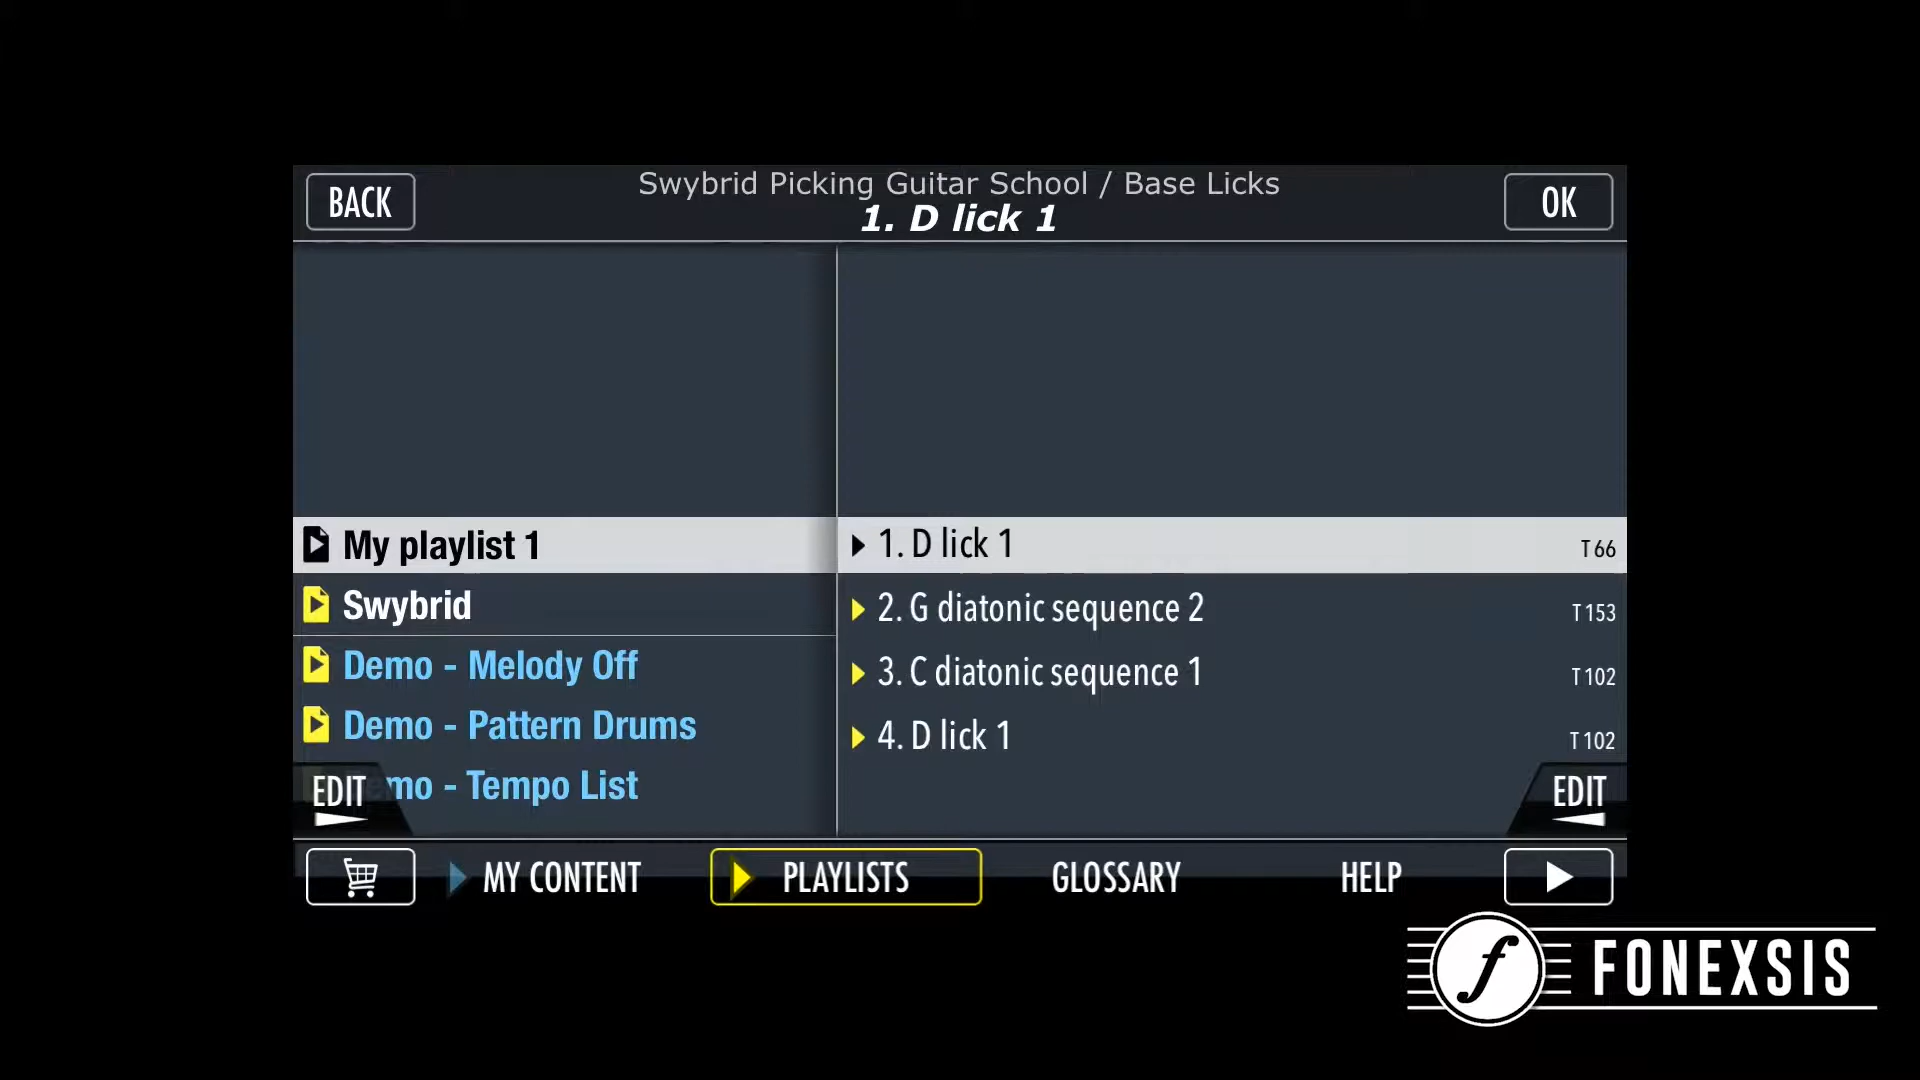 BACK
Swybrid Picking Guitar School / Base Licks
1. D lick 1
OK
My playlist 1
Swybrid
Demo - Melody Off
Demo - Pattern Drums
mo - Tempo List
EDIT
1. D lick 1 T 66
2. G diatonic sequence 2 T 153
3. C diatonic sequence 1 T 102
4. D lick 1 T 102
EDIT
MY CONTENT
PLAYLISTS
GLOSSARY
HELP
f FONEXSIS